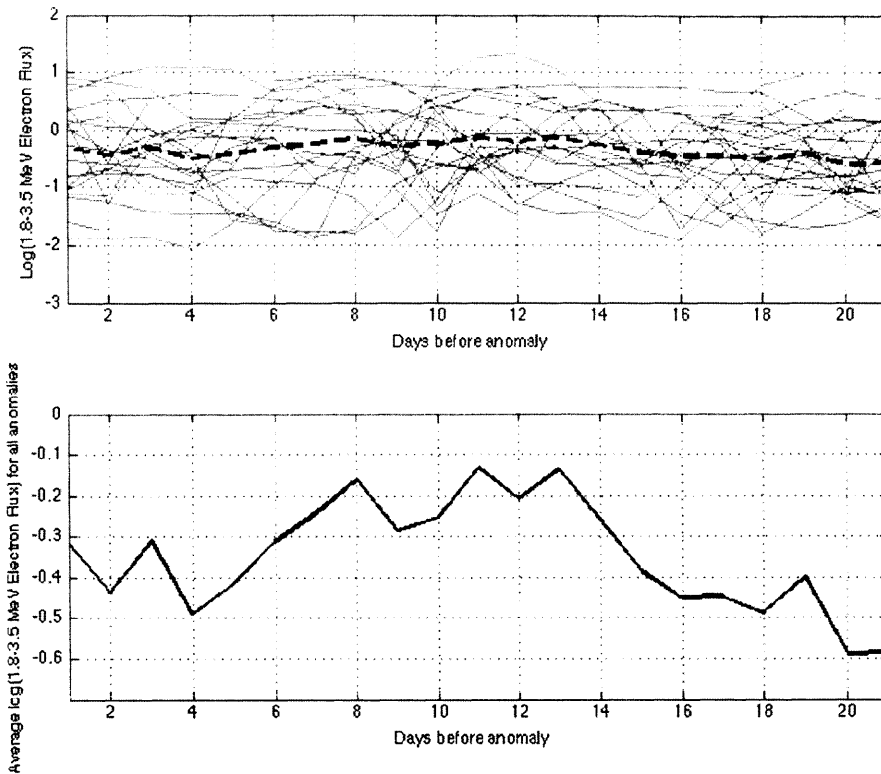 Log(1.8-3.5 MeV Electron Flux)
2
1
0
-1
-2
-3
2 4 6 8 10 12 14 16 18 20
Days before anomaly
Average log(1.8-3.5 MeV Electron Flux) for all anomalies
0
-0.1
-0.2
-0.3
-0.4
-0.5
-0.6
2 4 6 8 10 12 14 16 18 20
Days before anomaly